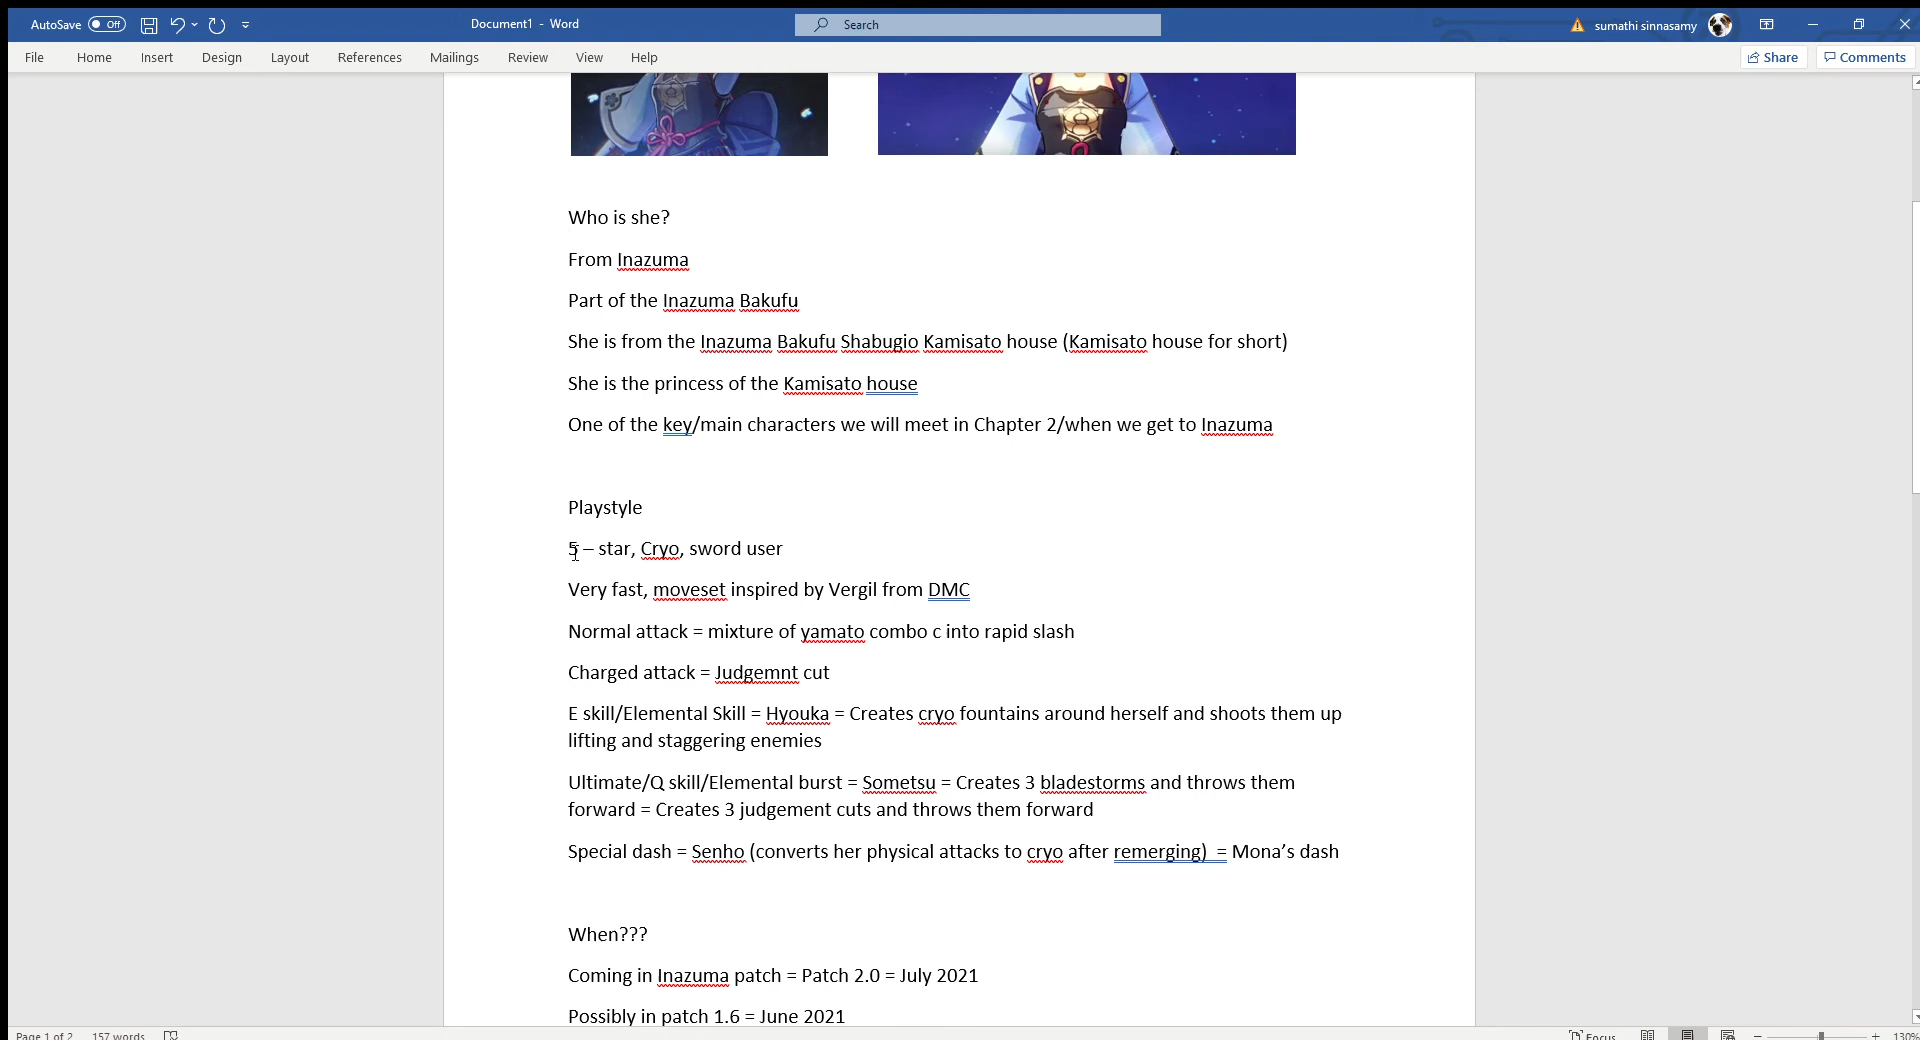 AutoSave Off Document1 - Word Search sumathi sinnasamy
File Home Insert Design Layout References Mailings Review View Help Share Comments
Who is she?
From Inazuma
Part of the Inazuma Bakufu
She is from the Inazuma Bakufu Shabugio Kamisato house (Kamisato house for short)
She is the princess of the Kamisato house
One of the key/main characters we will meet in Chapter 2/when we get to Inazuma
Playstyle
5 – star, Cryo, sword user
Very fast, moveset inspired by Vergil from DMC
Normal attack = mixture of yamato combo c into rapid slash
Charged attack = Judgemnt cut
E skill/Elemental Skill = Hyouka = Creates cryo fountains around herself and shoots them up
lifting and staggering enemies
Ultimate/Q skill/Elemental burst = Sometsu = Creates 3 bladestorms and throws them
forward = Creates 3 judgement cuts and throws them forward
Special dash = Senho (converts her physical attacks to cryo after remerging)  = Mona’s dash
When???
Coming in Inazuma patch = Patch 2.0 = July 2021
Possibly in patch 1.6 = June 2021
Page 1 of 2 157 words Focus 130%